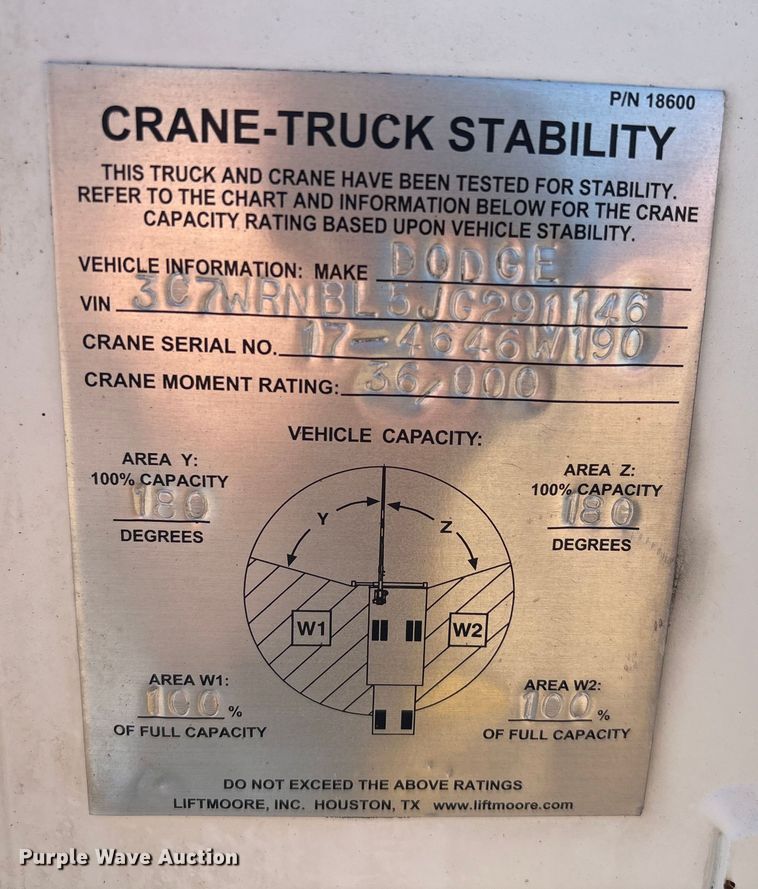 P/N 18600
CRANE-TRUCK STABILITY
THIS TRUCK AND CRANE HAVE BEEN TESTED FOR STABILITY.
REFER TO THE CHART AND INFORMATION BELOW FOR THE CRANE
CAPACITY RATING BASED UPON VEHICLE STABILITY.
VEHICLE INFORMATION: MAKE DODGE
VIN 3C7WRNBL5JG291146
CRANE SERIAL NO. 17-4646W190
CRANE MOMENT RATING: 36,000
VEHICLE CAPACITY:
AREA Y:
100% CAPACITY
180
DEGREES
AREA Z:
100% CAPACITY
180
DEGREES
Y
Z
W1
W2
AREA W1:
100 %
OF FULL CAPACITY
AREA W2:
100 %
OF FULL CAPACITY
DO NOT EXCEED THE ABOVE RATINGS
LIFTMOORE, INC. HOUSTON, TX www.liftmoore.com
Purple Wave Auction